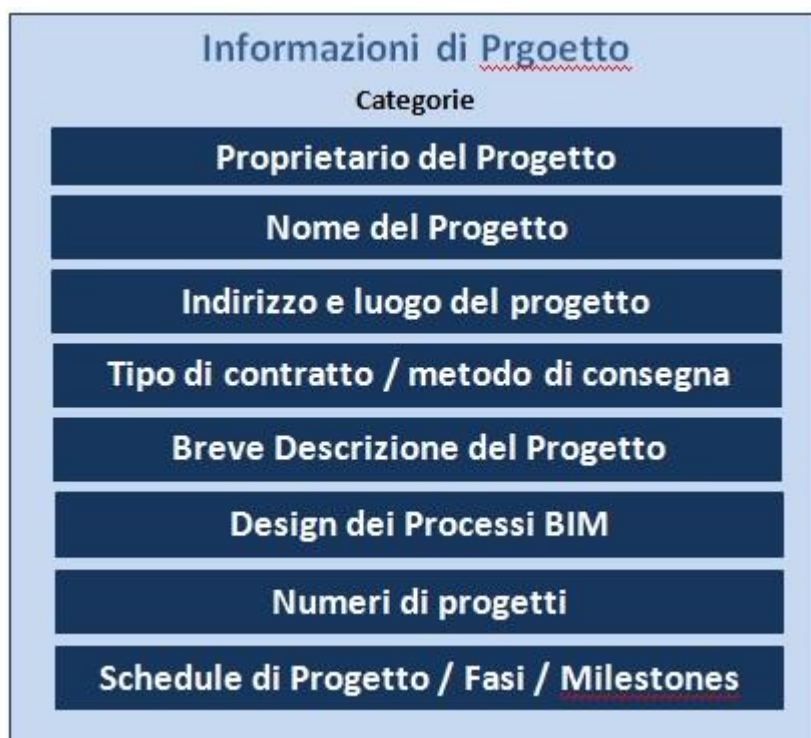 Informazioni di Prgoetto
Categorie
Proprietario del Progetto
Nome del Progetto
Indirizzo e luogo del progetto
Tipo di contratto / metodo di consegna
Breve Descrizione del Progetto
Design dei Processi BIM
Numeri di progetti
Schedule di Progetto / Fasi / Milestones